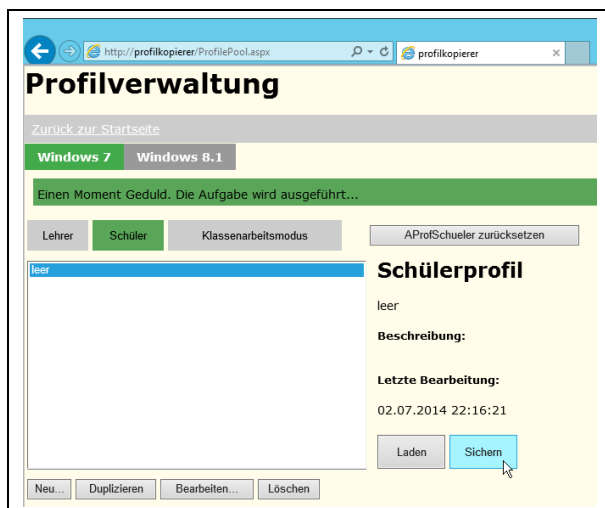 http://profilkopierer/ProfilePool.aspx
profilkopierer
Profilverwaltung
Zurück zur Startseite
Windows 7 Windows 8.1
Einen Moment Geduld. Die Aufgabe wird ausgeführt...
Lehrer Schüler Klassenarbeitsmodus AProfSchueler zurücksetzen
leer
Schülerprofil
leer
Beschreibung:
Letzte Bearbeitung:
02.07.2014 22:16:21
Laden Sichern
Neu... Duplizieren Bearbeiten... Löschen